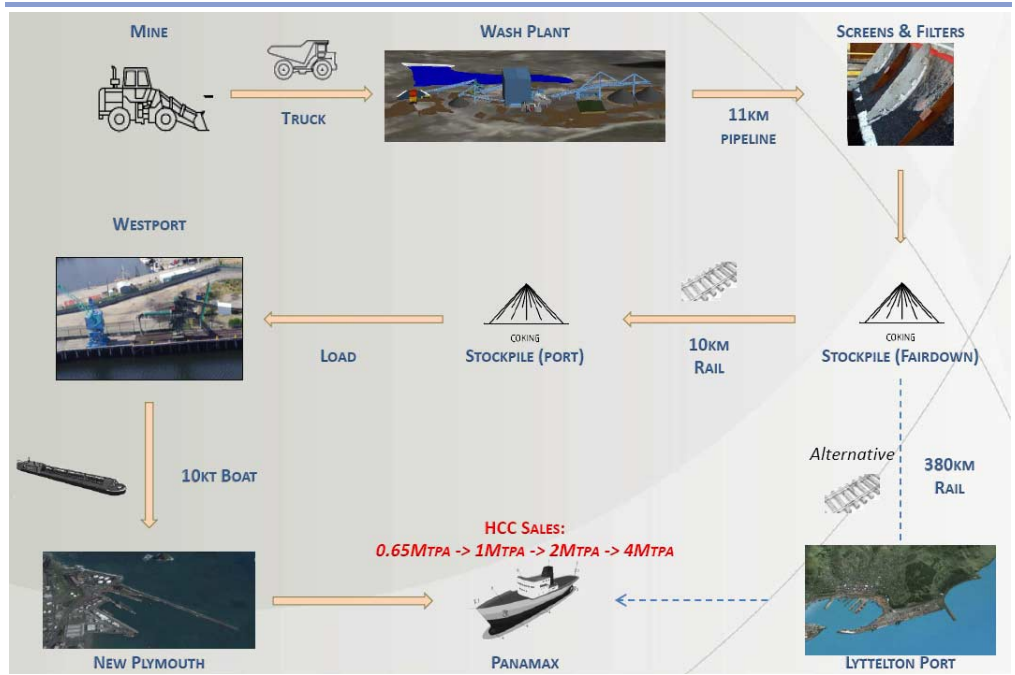 MINE
WASH PLANT
SCREENS & FILTERS
TRUCK
11KM
PIPELINE
WESTPORT
COKING
STOCKPILE (FAIRDOWN)
10KM
RAIL
COKING
STOCKPILE (PORT)
LOAD
10KT BOAT
Alternative
380KM
RAIL
HCC SALES:
0.65MTPA -> 1MTPA -> 2MTPA -> 4MTPA
NEW PLYMOUTH
PANAMAX
LYTTELTON PORT